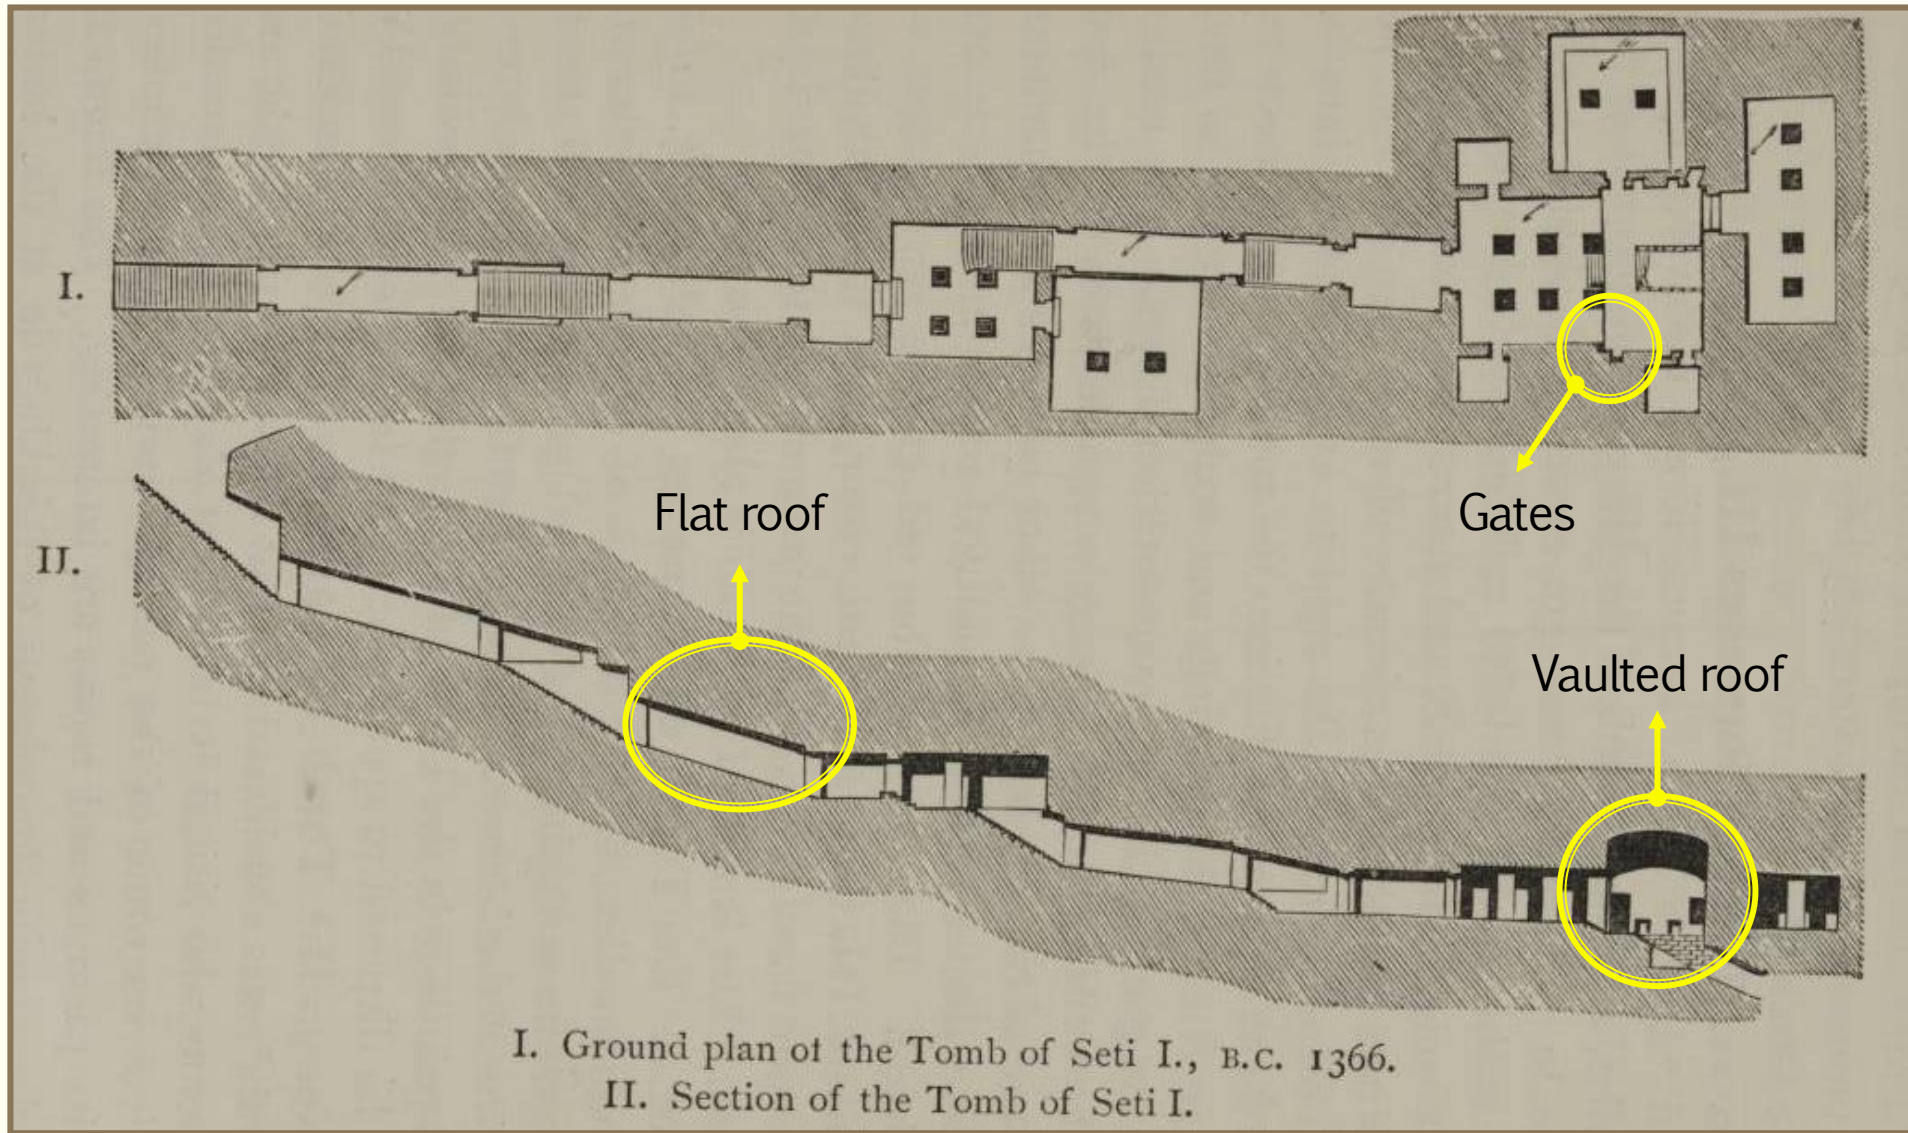 I.
Gates
Flat roof
II.
Vaulted roof
I. Ground plan of the Tomb of Seti I., B.C. 1366.
II. Section of the Tomb of Seti I.